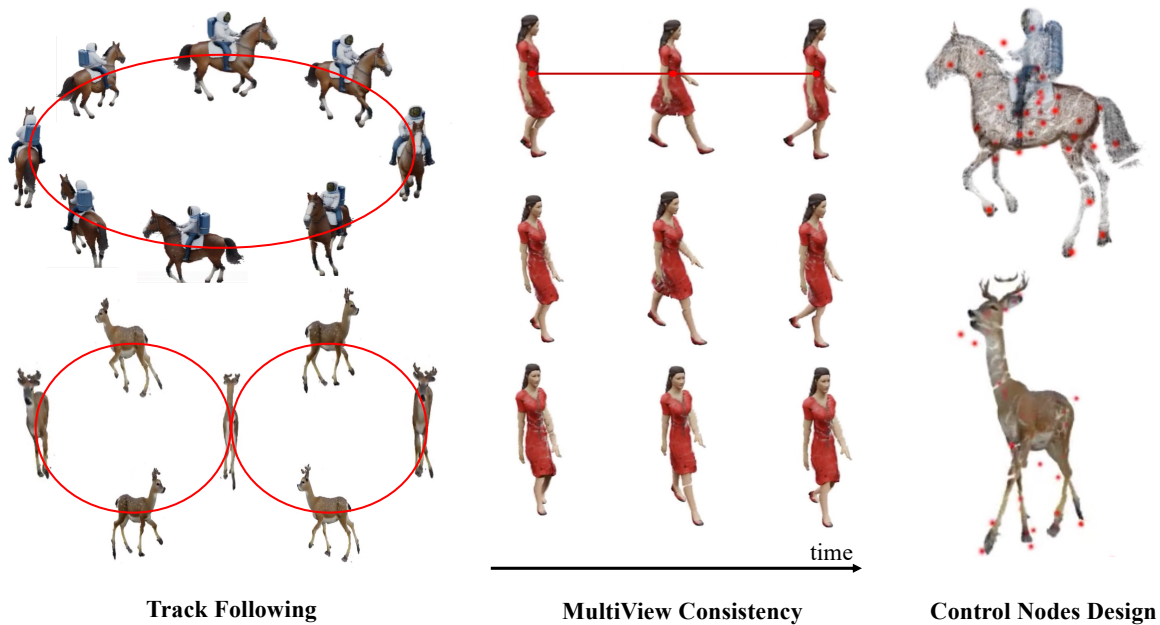 time
Track Following
MultiView Consistency
Control Nodes Design